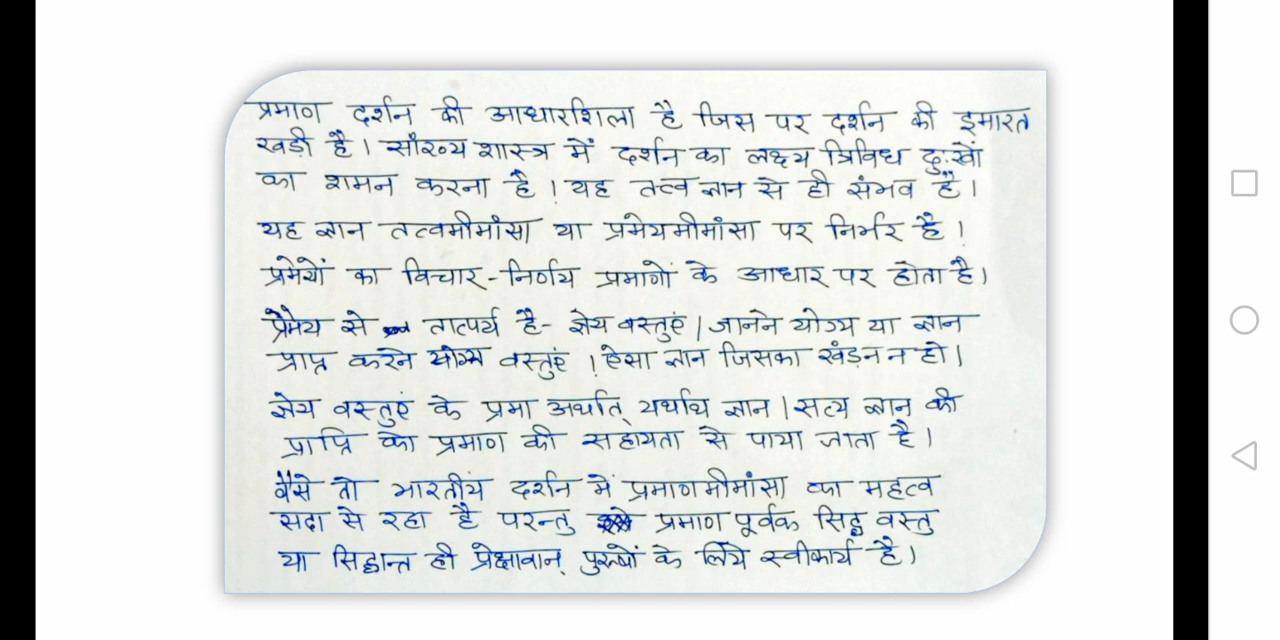 प्रमाण दर्शन की आधारशिला है जिस पर दर्शन की इमारत
खड़ी है। सांख्य शास्त्र में दर्शन का लक्ष्य त्रिविध दुःखों
का शमन करना है। यह तत्व ज्ञान से ही संभव है।
यह ज्ञान तत्वमीमांसा या प्रमेयमीमांसा पर निर्भर है।
प्रमेयों का विचार-निर्णय प्रमाणों के आधार पर होता है।
प्रेमेय से तात्पर्य है- ज्ञेय वस्तुएं। जानने योग्य या ज्ञान
प्राप्त करने योग्य वस्तुएं। ऐसा ज्ञान जिसका खंड़न न हो।
ज्ञेय वस्तुएं के प्रमा अर्थात् यर्थाथ ज्ञान। सत्य ज्ञान की
प्राप्ति को प्रमाण की सहायता से पाया जाता है।
वैसे तो भारतीय दर्शन में प्रमाणमीमांसा का महत्व
सदा से रहा है परन्तु प्रमाण पूर्वक सिद्ध वस्तु
या सिद्धान्त ही प्रेक्षावान् पुरुषों के लिये स्वीकार्य है।